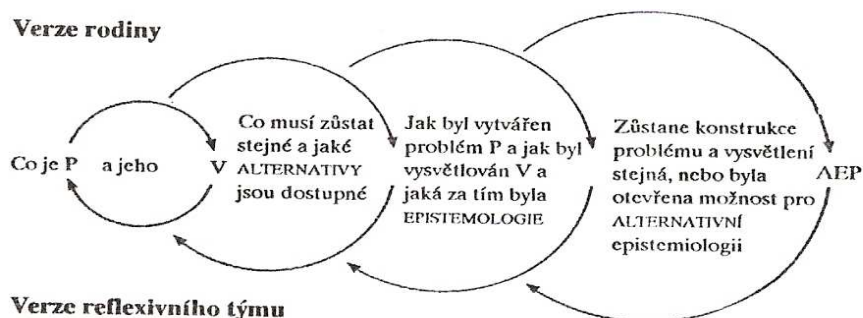 Verze rodiny
Co je P a jeho V
Co musí zůstat
stejné a jaké
ALTERNATIVY
jsou dostupné
Jak byl vytvářen
problém P a jak byl
vysvětlován V a
jaká za tím byla
EPISTEMOLOGIE
Zůstane konstrukce
problému a vysvětlení
stejná, nebo byla
otevřena možnost pro
ALTERNATIVNÍ
epistemiologii
AEP
Verze reflexivního týmu